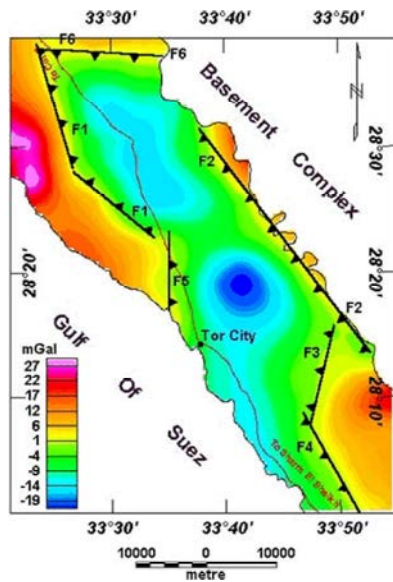 33°30' 33°40' 33°50'
F6
F6
To Cairo
Basement Complex
F1
F2
28°30'
F1
28°20'
F5
28°20'
F2
Tor City
F3
mGal
27
22
17
12
6
1
-4
-9
-14
-19
Gulf Of Suez
28°10'
F4
To Sharm El Sheikh
33°30' 33°40' 33°50'
10000 0 10000
metre